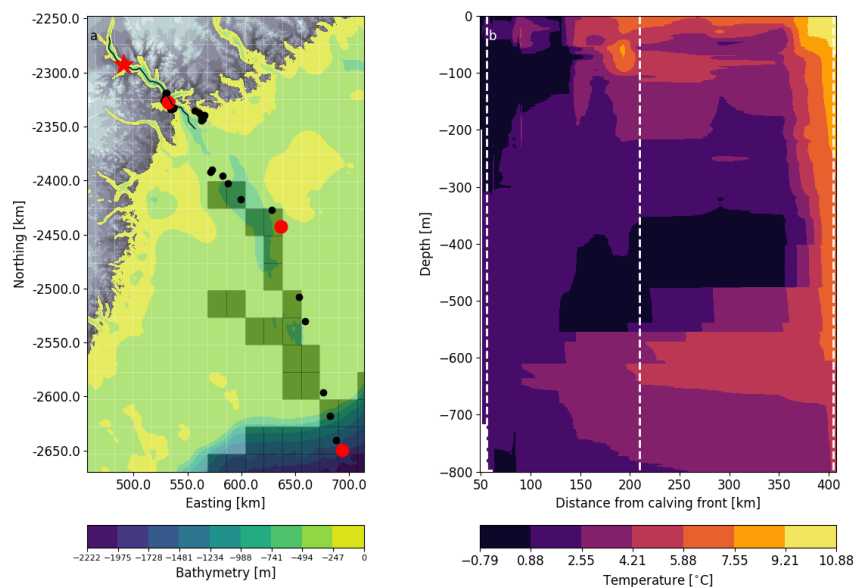 a
-2250.0
-2300.0
-2350.0
-2400.0
-2450.0
-2500.0
-2550.0
-2600.0
-2650.0
Northing [km]
500.0 550.0 600.0 650.0 700.0
Easting [km]
−2222 −1975 −1728 −1481 −1234 −988 −741 −494 −247 0
Bathymetry [m]
b
0
−100
−200
−300
−400
−500
−600
−700
−800
Depth [m]
50 100 150 200 250 300 350 400
Distance from calving front [km]
−0.79 0.88 2.55 4.21 5.88 7.55 9.21 10.88
Temperature [°C]